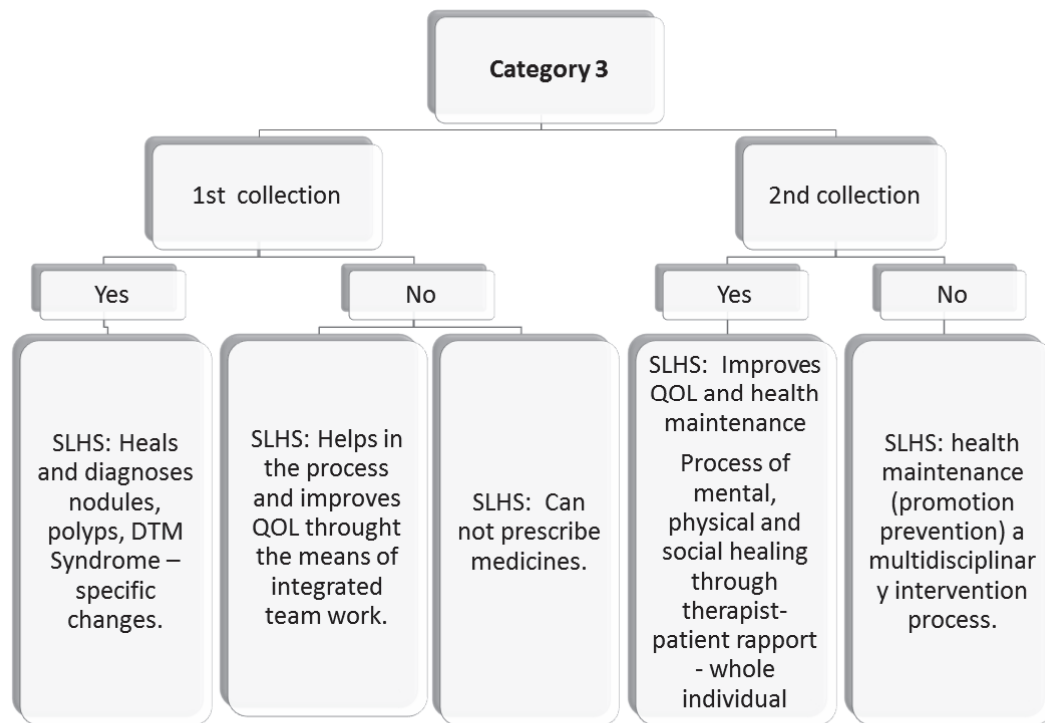 Category 3
1st collection
2nd collection
Yes
No
Yes
No
SLHS: Heals
and diagnoses
nodules,
polyps, DTM
Syndrome –
specific
changes.
SLHS: Helps in
the process
and improves
QOL throught
the means of
integrated
team work.
SLHS: Can
not prescribe
medicines.
SLHS: Improves
QOL and health
maintenance
Process of
mental,
physical and
social healing
through
therapist-
patient rapport
- whole
individual
SLHS: health
maintenance
(promotion
prevention) a
multidisciplinar
y intervention
process.